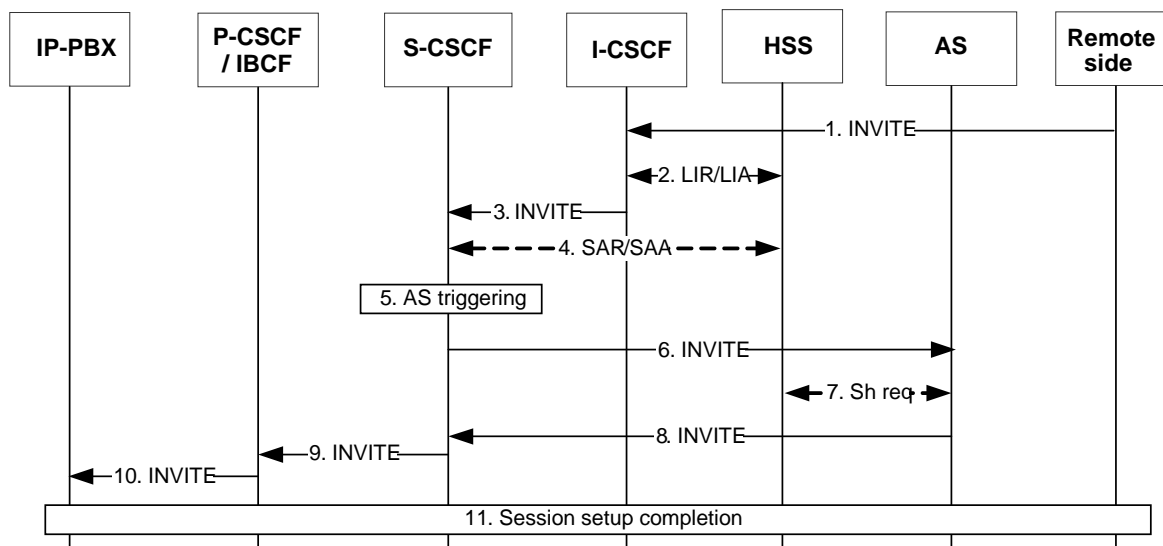 IP-PBX
P-CSCF
/ IBCF
S-CSCF
I-CSCF
HSS
AS
Remote
side
1. INVITE
2. LIR/LIA
3. INVITE
4. SAR/SAA
5. AS triggering
6. INVITE
7. Sh req
8. INVITE
9. INVITE
10. INVITE
11. Session setup completion